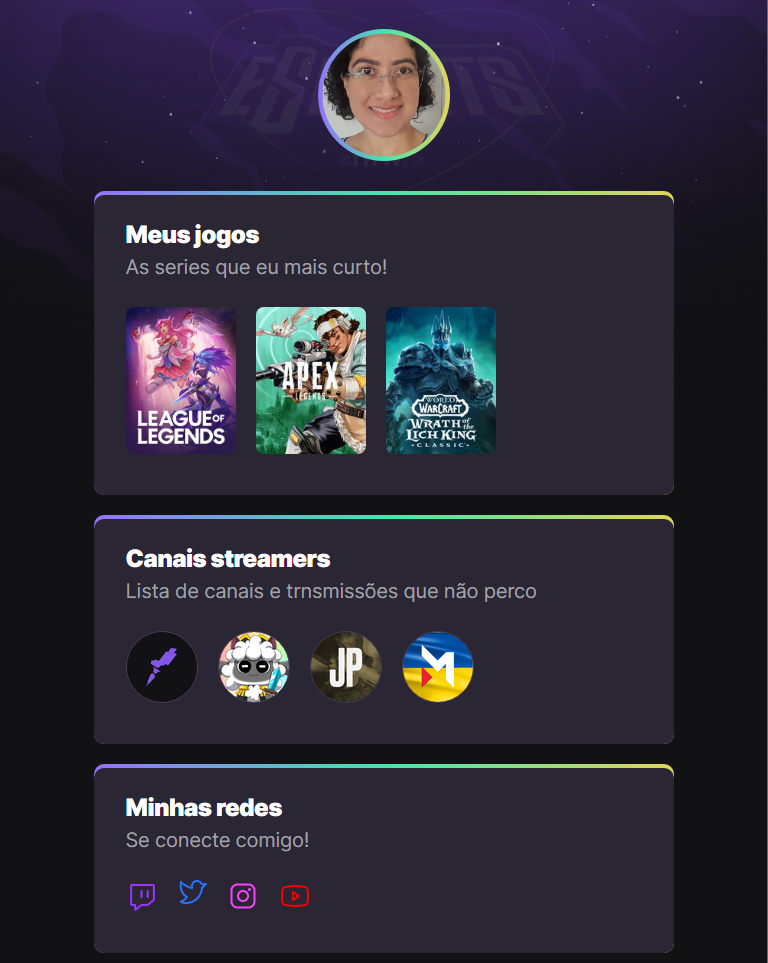 ESPORTS
Meus jogos
As series que eu mais curto!
LEAGUE OF
LEGENDS
APEX
LEGENDS
WORLD
WARCRAFT
WRATH of the
LICH KING
CLASSIC
Canais streamers
Lista de canais e trnsmissões que não perco
JP
M
Minhas redes
Se conecte comigo!